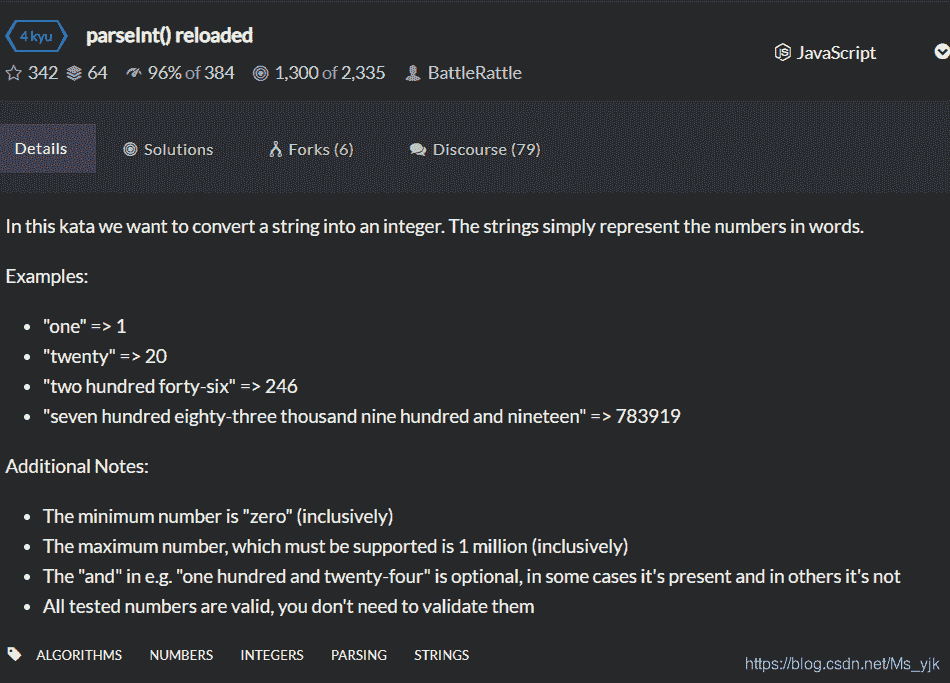 4 kyu parseInt() reloaded
342 64 96% of 384 1,300 of 2,335 BattleRattle
JS JavaScript
Details Solutions Forks (6) Discourse (79)
In this kata we want to convert a string into an integer. The strings simply represent the numbers in words.
Examples:
• "one" => 1
• "twenty" => 20
• "two hundred forty-six" => 246
• "seven hundred eighty-three thousand nine hundred and nineteen" => 783919
Additional Notes:
• The minimum number is "zero" (inclusively)
• The maximum number, which must be supported is 1 million (inclusively)
• The "and" in e.g. "one hundred and twenty-four" is optional, in some cases it's present and in others it's not
• All tested numbers are valid, you don't need to validate them
ALGORITHMS NUMBERS INTEGERS PARSING STRINGS
https://blog.csdn.net/Ms_yjk